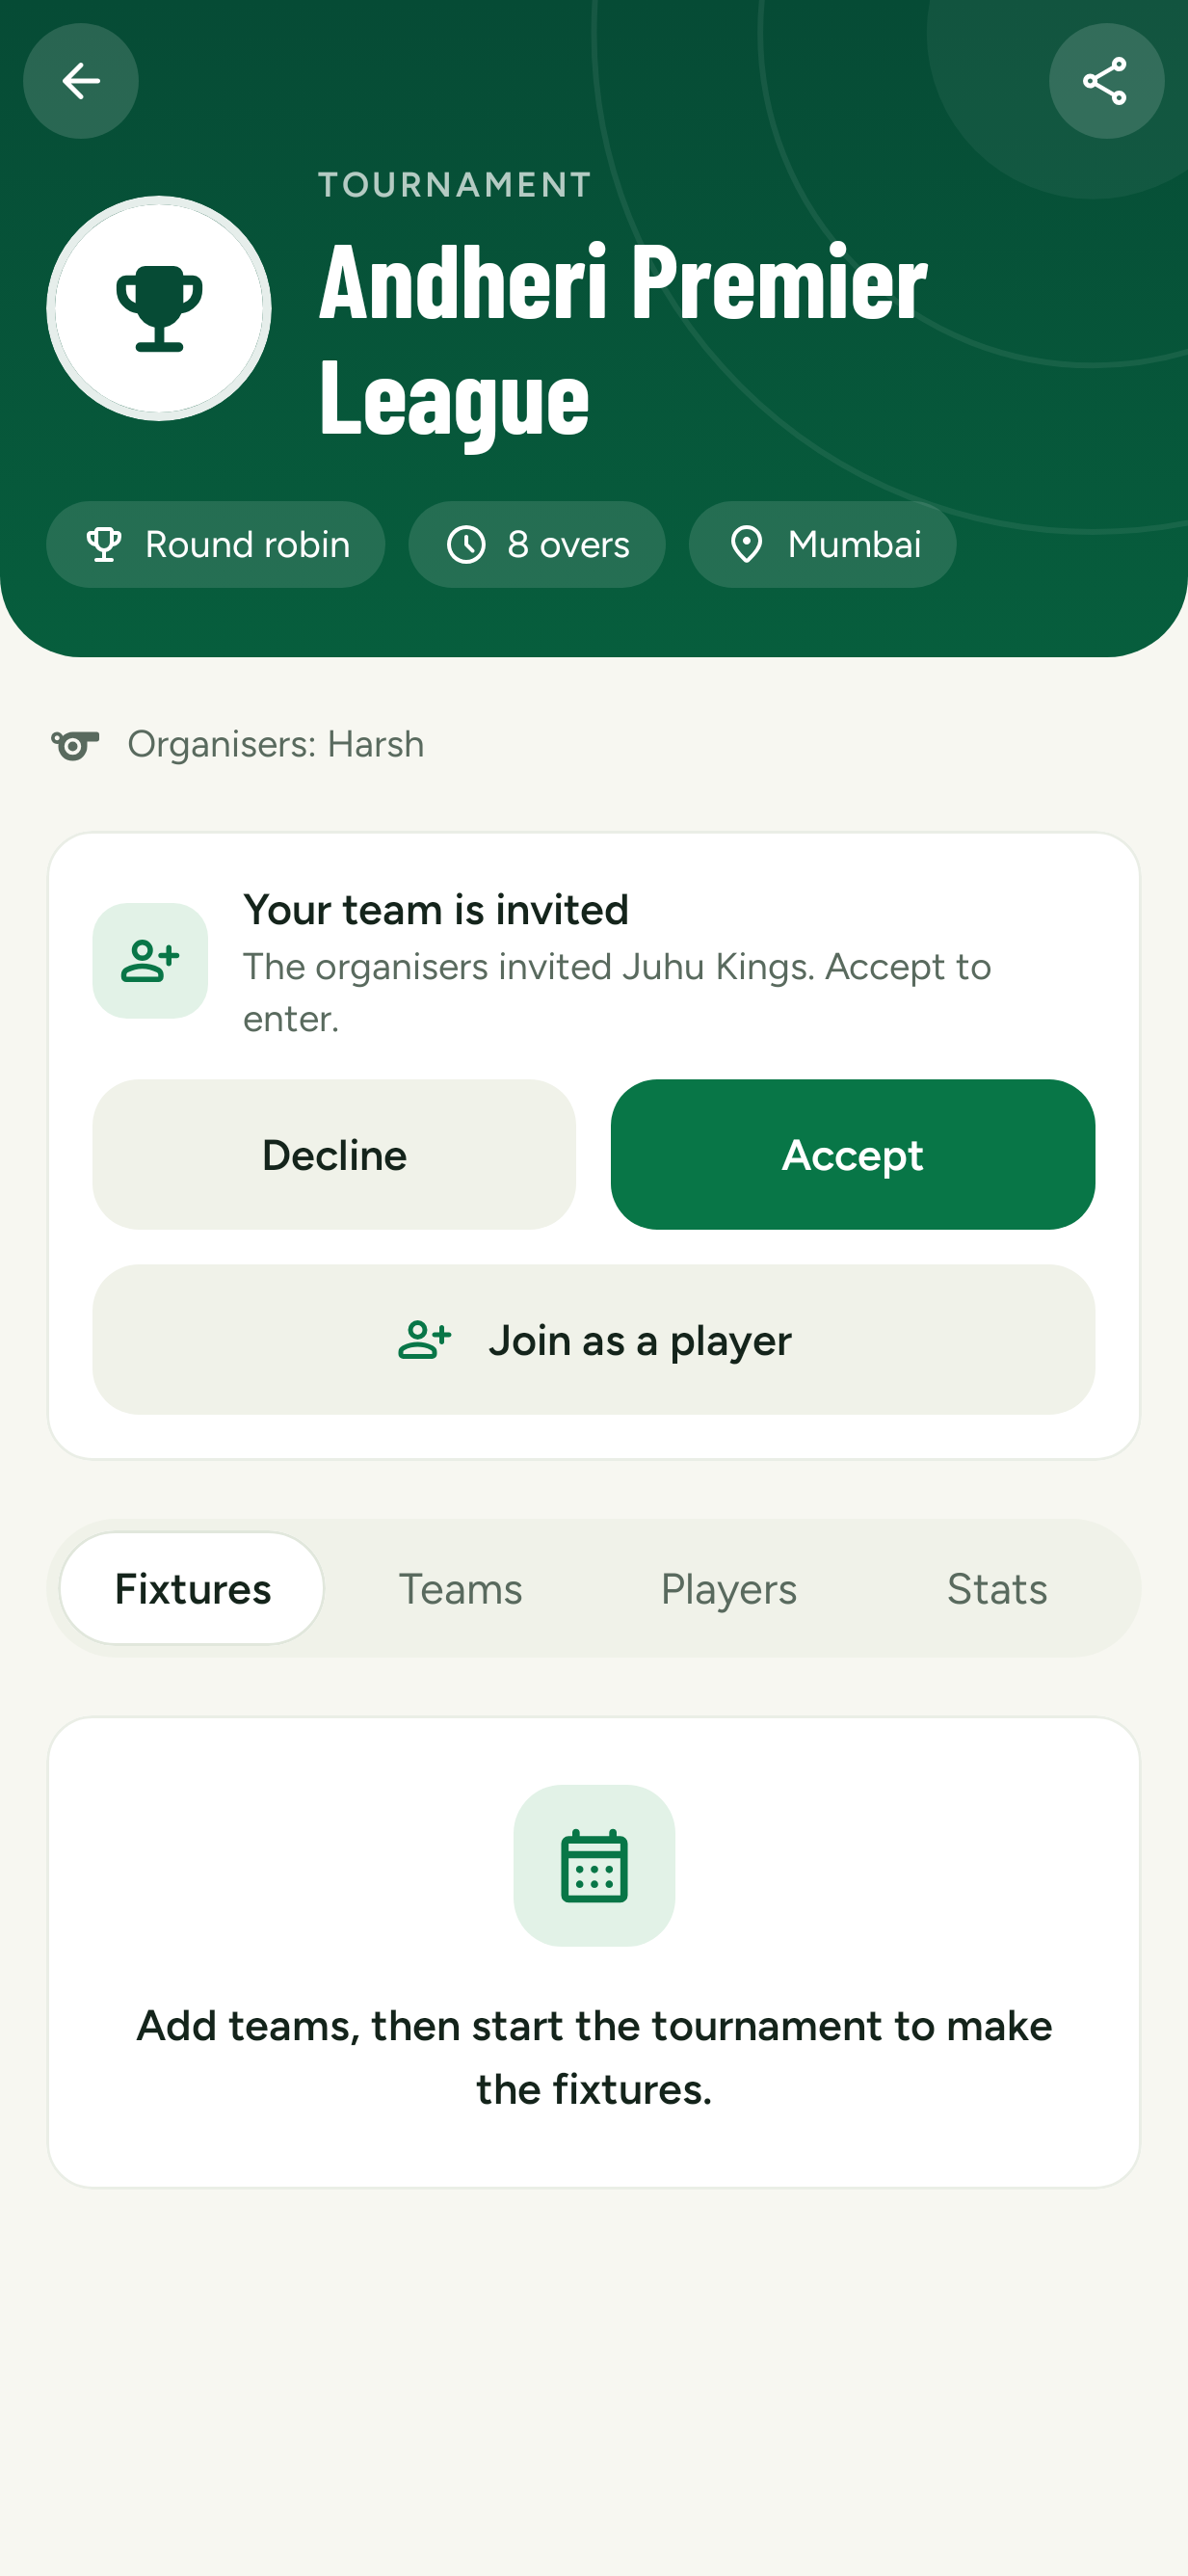 TOURNAMENT
Andheri Premier
League
Round robin
8 overs
Mumbai
Organisers: Harsh
Your team is invited
The organisers invited Juhu Kings. Accept to
enter.
Decline
Accept
Join as a player
Fixtures
Teams
Players
Stats
Add teams, then start the tournament to make
the fixtures.